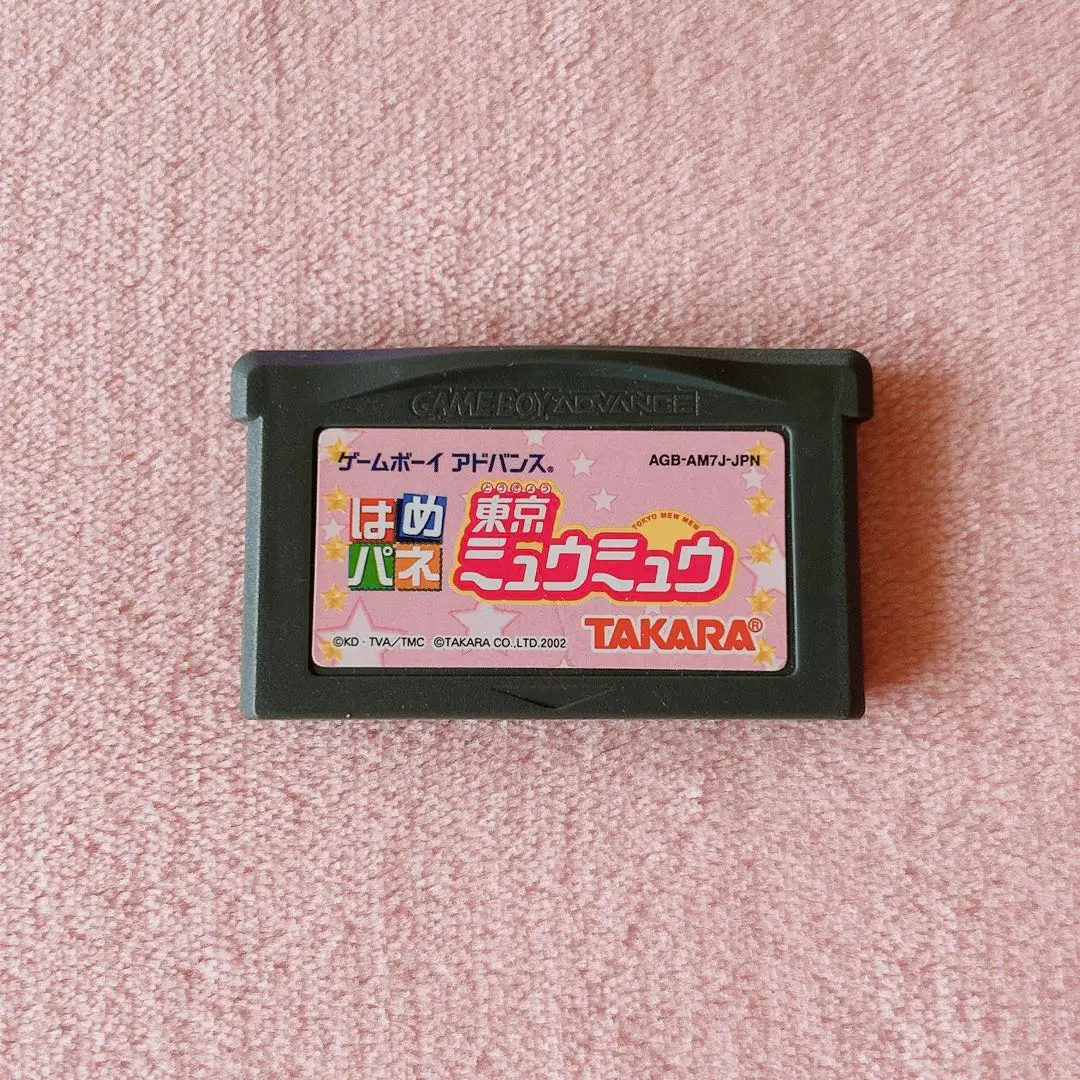 GAME BOY ADVANCE
ゲームボーイ アドバンス®
AGB-AM7J-JPN
はめ
パネ
とうきょう
東京
TOKYO MEW MEW
ミュウミュウ
©KD・TVA/TMC ©TAKARA CO.,LTD.2002
TAKARA®